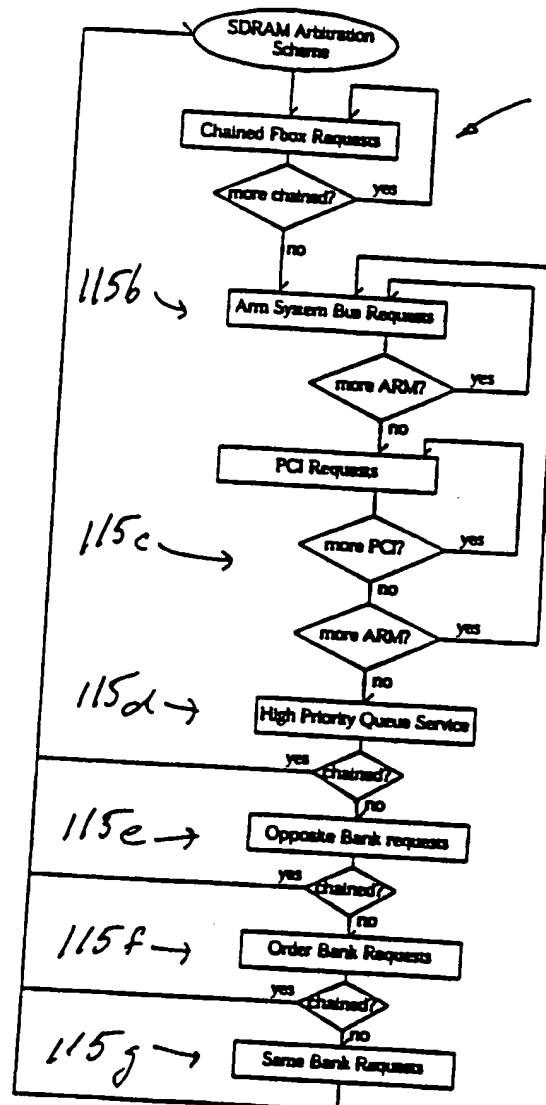 SDRAM Arbitration
Scheme
Chained Fbox Requests
more chained?
yes
no
115b
Arm System Bus Requests
more ARM?
yes
no
PCI Requests
115c
more PCI?
yes
no
more ARM?
yes
no
115d
High Priority Queue Service
yes
chained?
no
115e
Opposite Bank requests
yes
chained?
no
115f
Order Bank Requests
yes
chained?
no
115g
Same Bank Requests